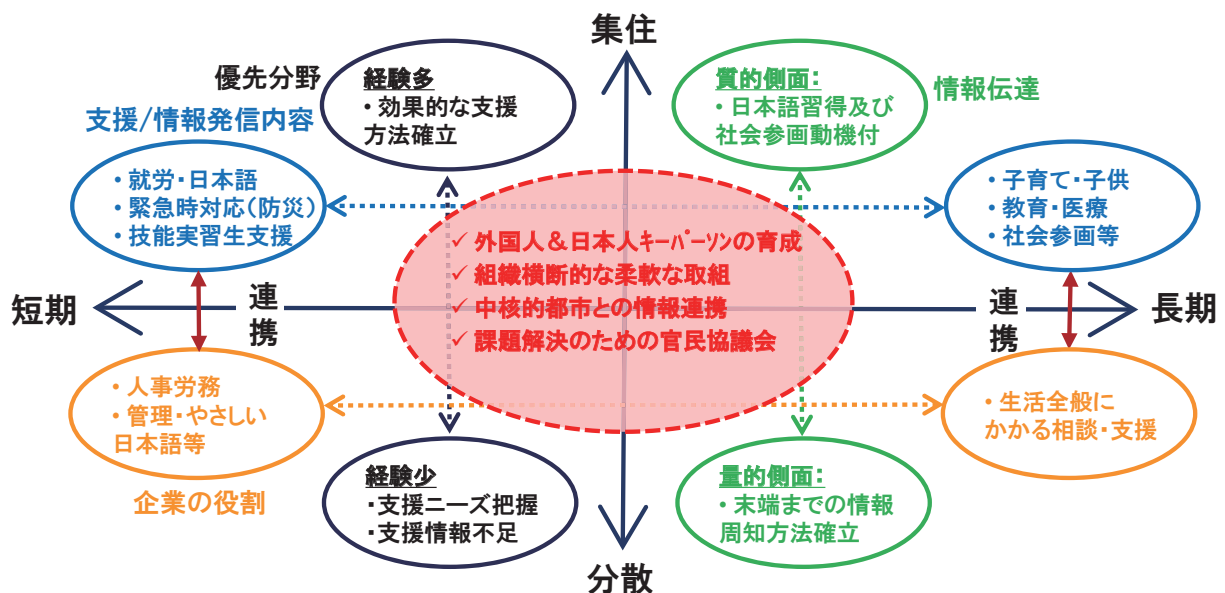 集住
優先分野
経験多
・効果的な支援
方法確立
質的側面：
・日本語習得及び
社会参画動機付
情報伝達
支援/情報発信内容
・就労・日本語
・緊急時対応（防災）
・技能実習生支援
・子育て・子供
・教育・医療
・社会参画等
✓ 外国人＆日本人ｷｰﾊﾟｰｿﾝの育成
✓ 組織横断的な柔軟な取組
✓ 中核的都市との情報連携
✓ 課題解決のための官民協議会
短期
連携
連携
長期
・人事労務
・管理・やさしい
日本語等
企業の役割
・生活全般に
かかる相談・支援
経験少
・支援ニーズ把握
・支援情報不足
量的側面：
・末端までの情報
周知方法確立
分散